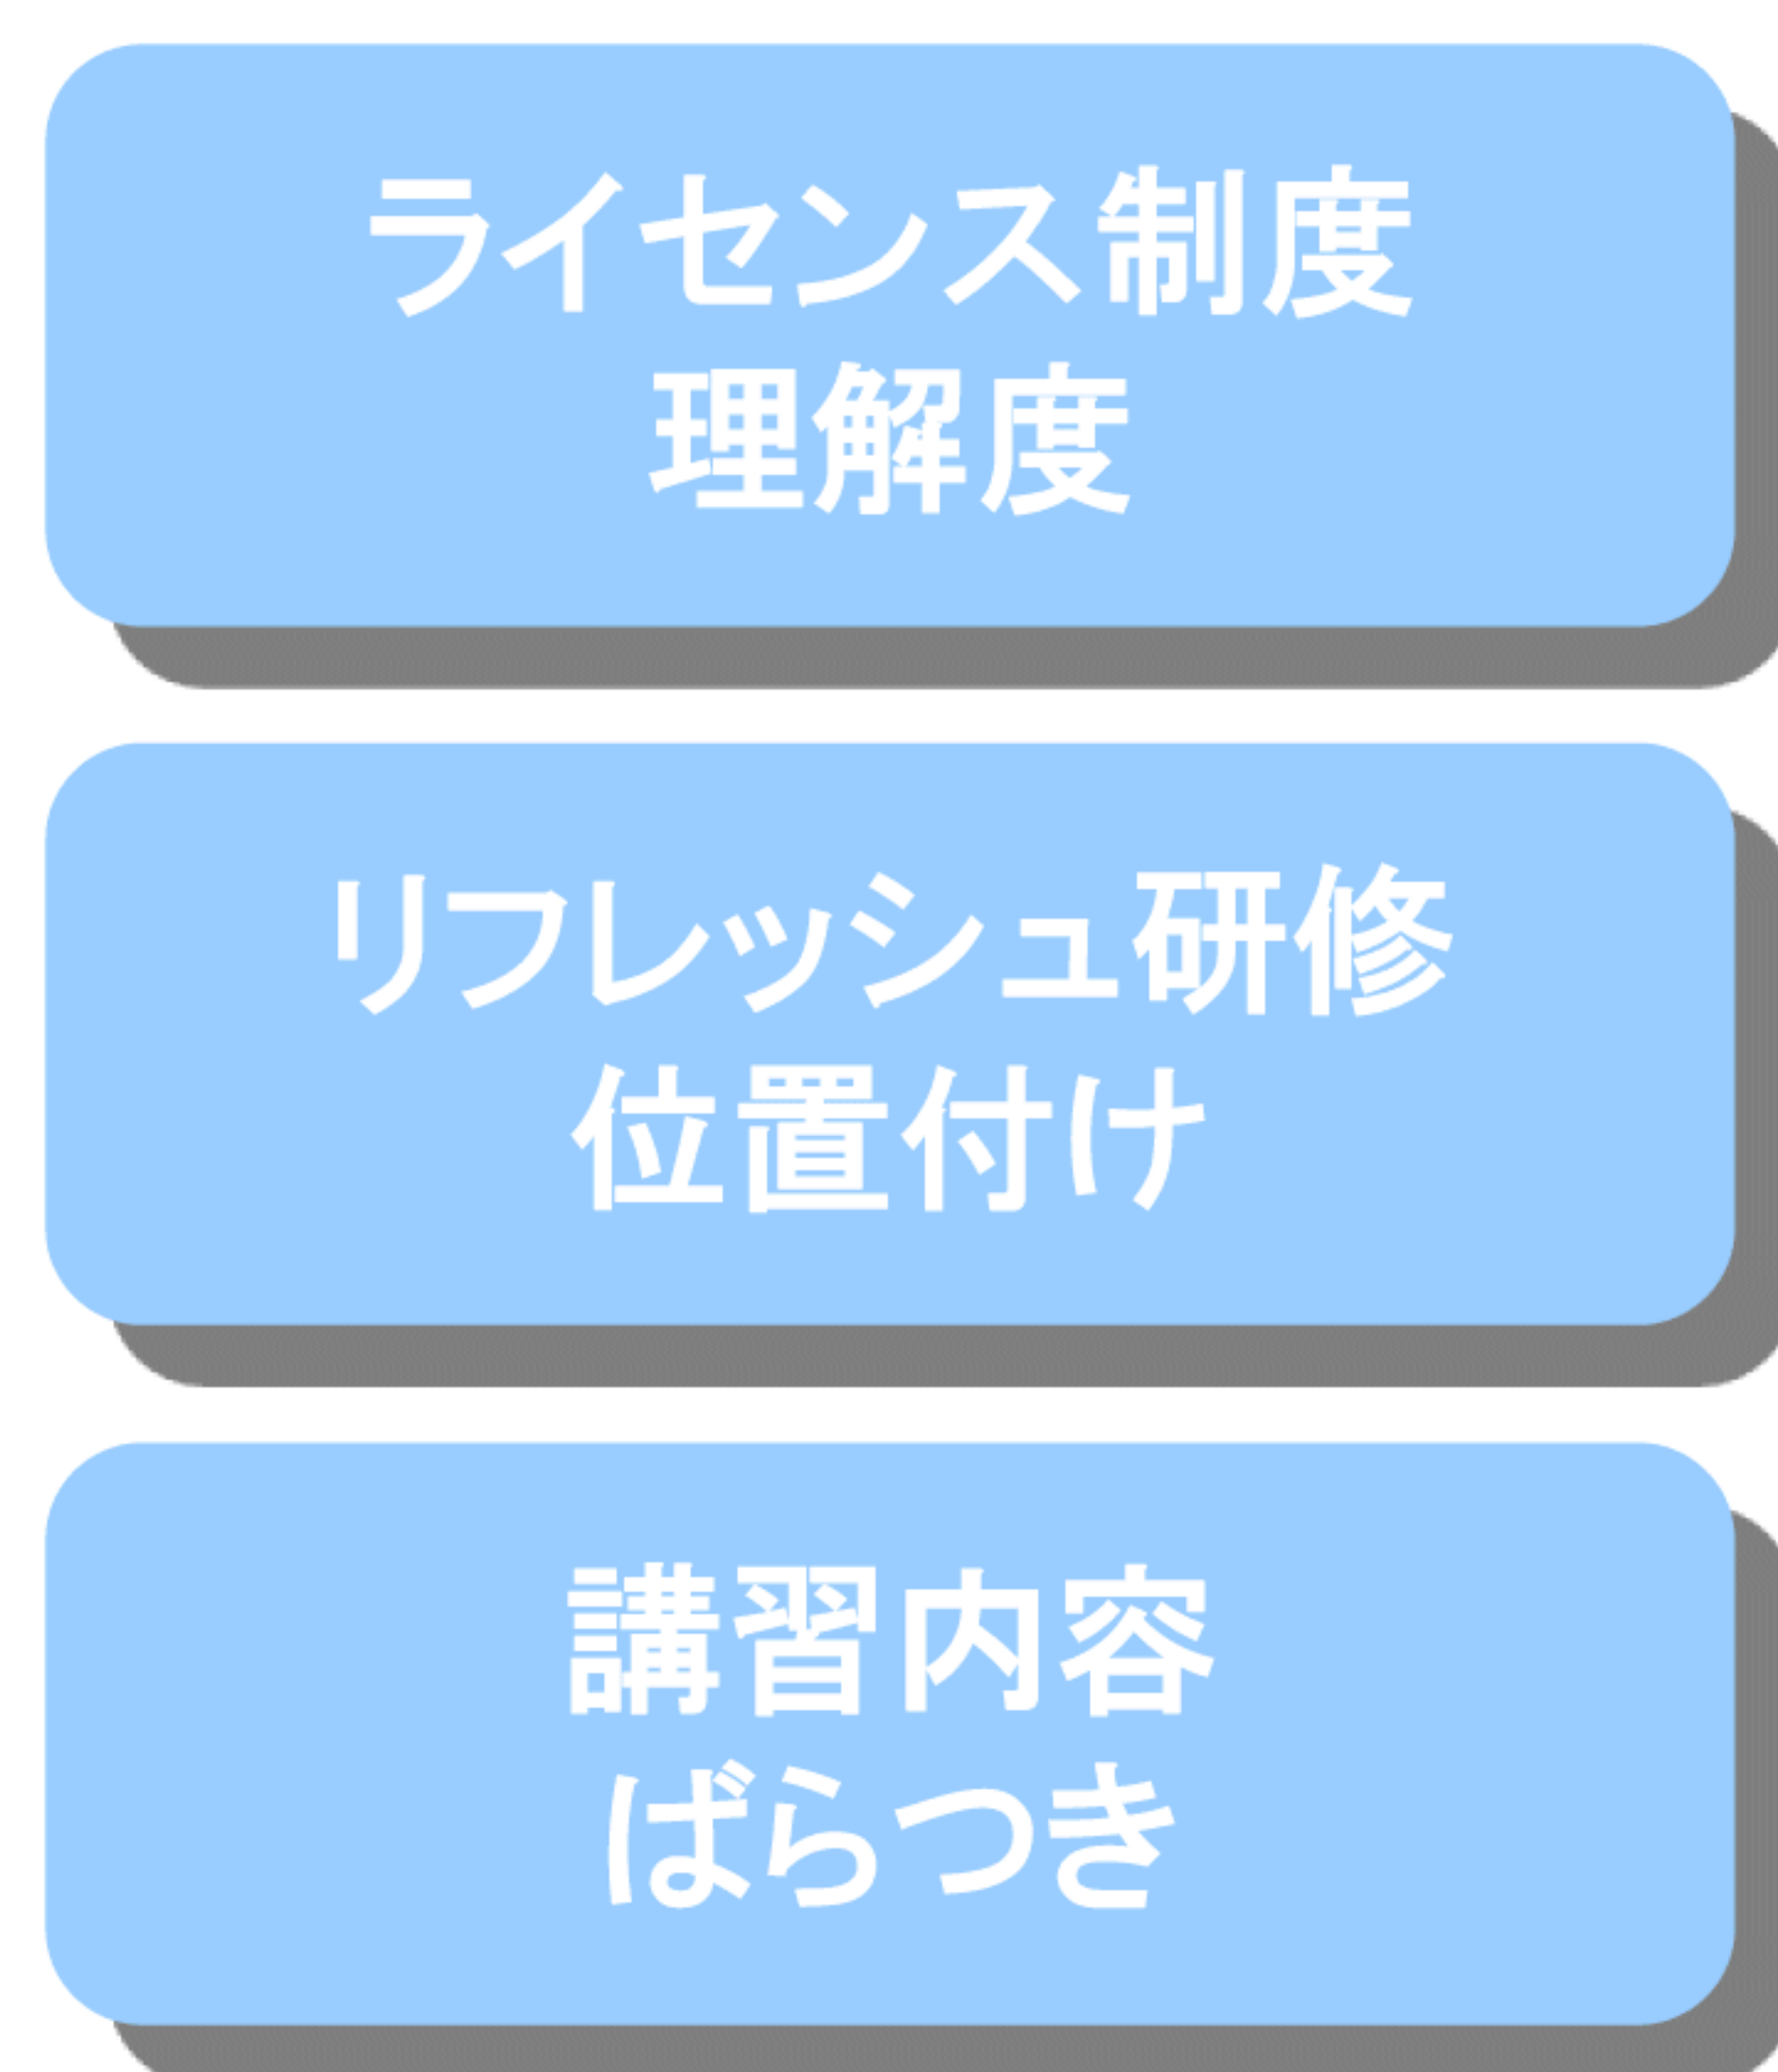 ライセンス制度
理解度
リフレッシュ研修
位置付け
講習内容
ばらつき